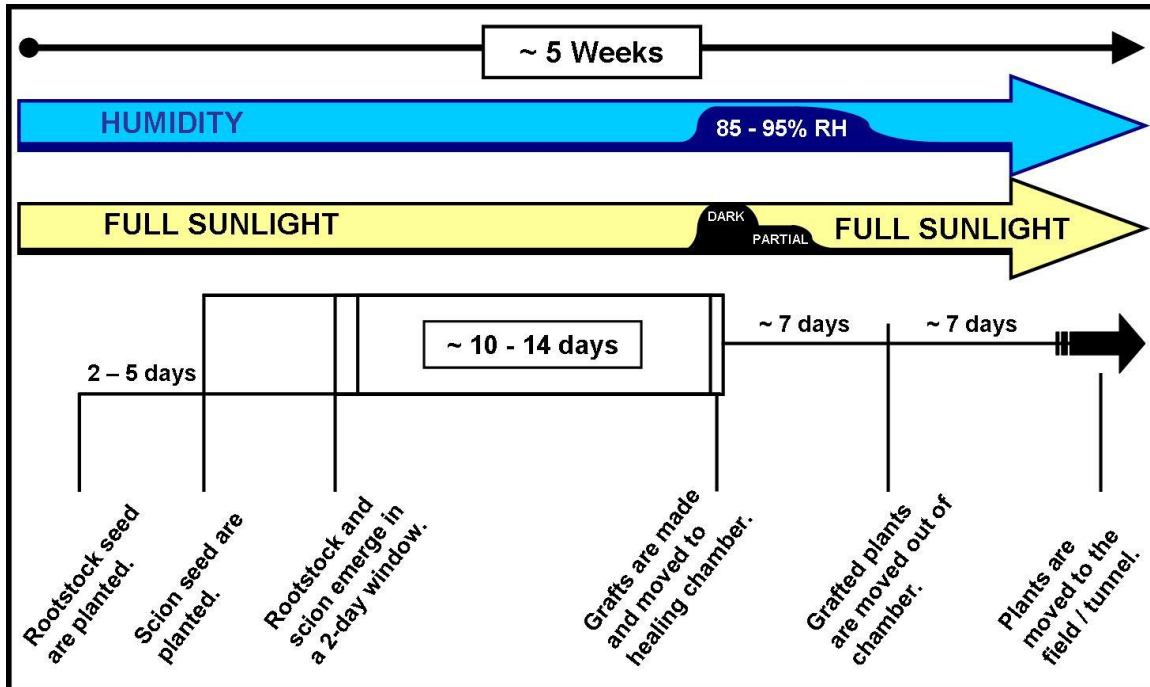 ~ 5 Weeks
HUMIDITY
85 - 95% RH
FULL SUNLIGHT
DARK
PARTIAL
FULL SUNLIGHT
2 – 5 days
~ 10 - 14 days
~ 7 days
~ 7 days
Rootstock seed
are planted.
Scion seed are
planted.
Rootstock and
scion emerge in
a 2-day window.
Grafts are made
and moved to
healing chamber.
Grafted plants
are moved out of
chamber.
Plants are
moved to the
field / tunnel.